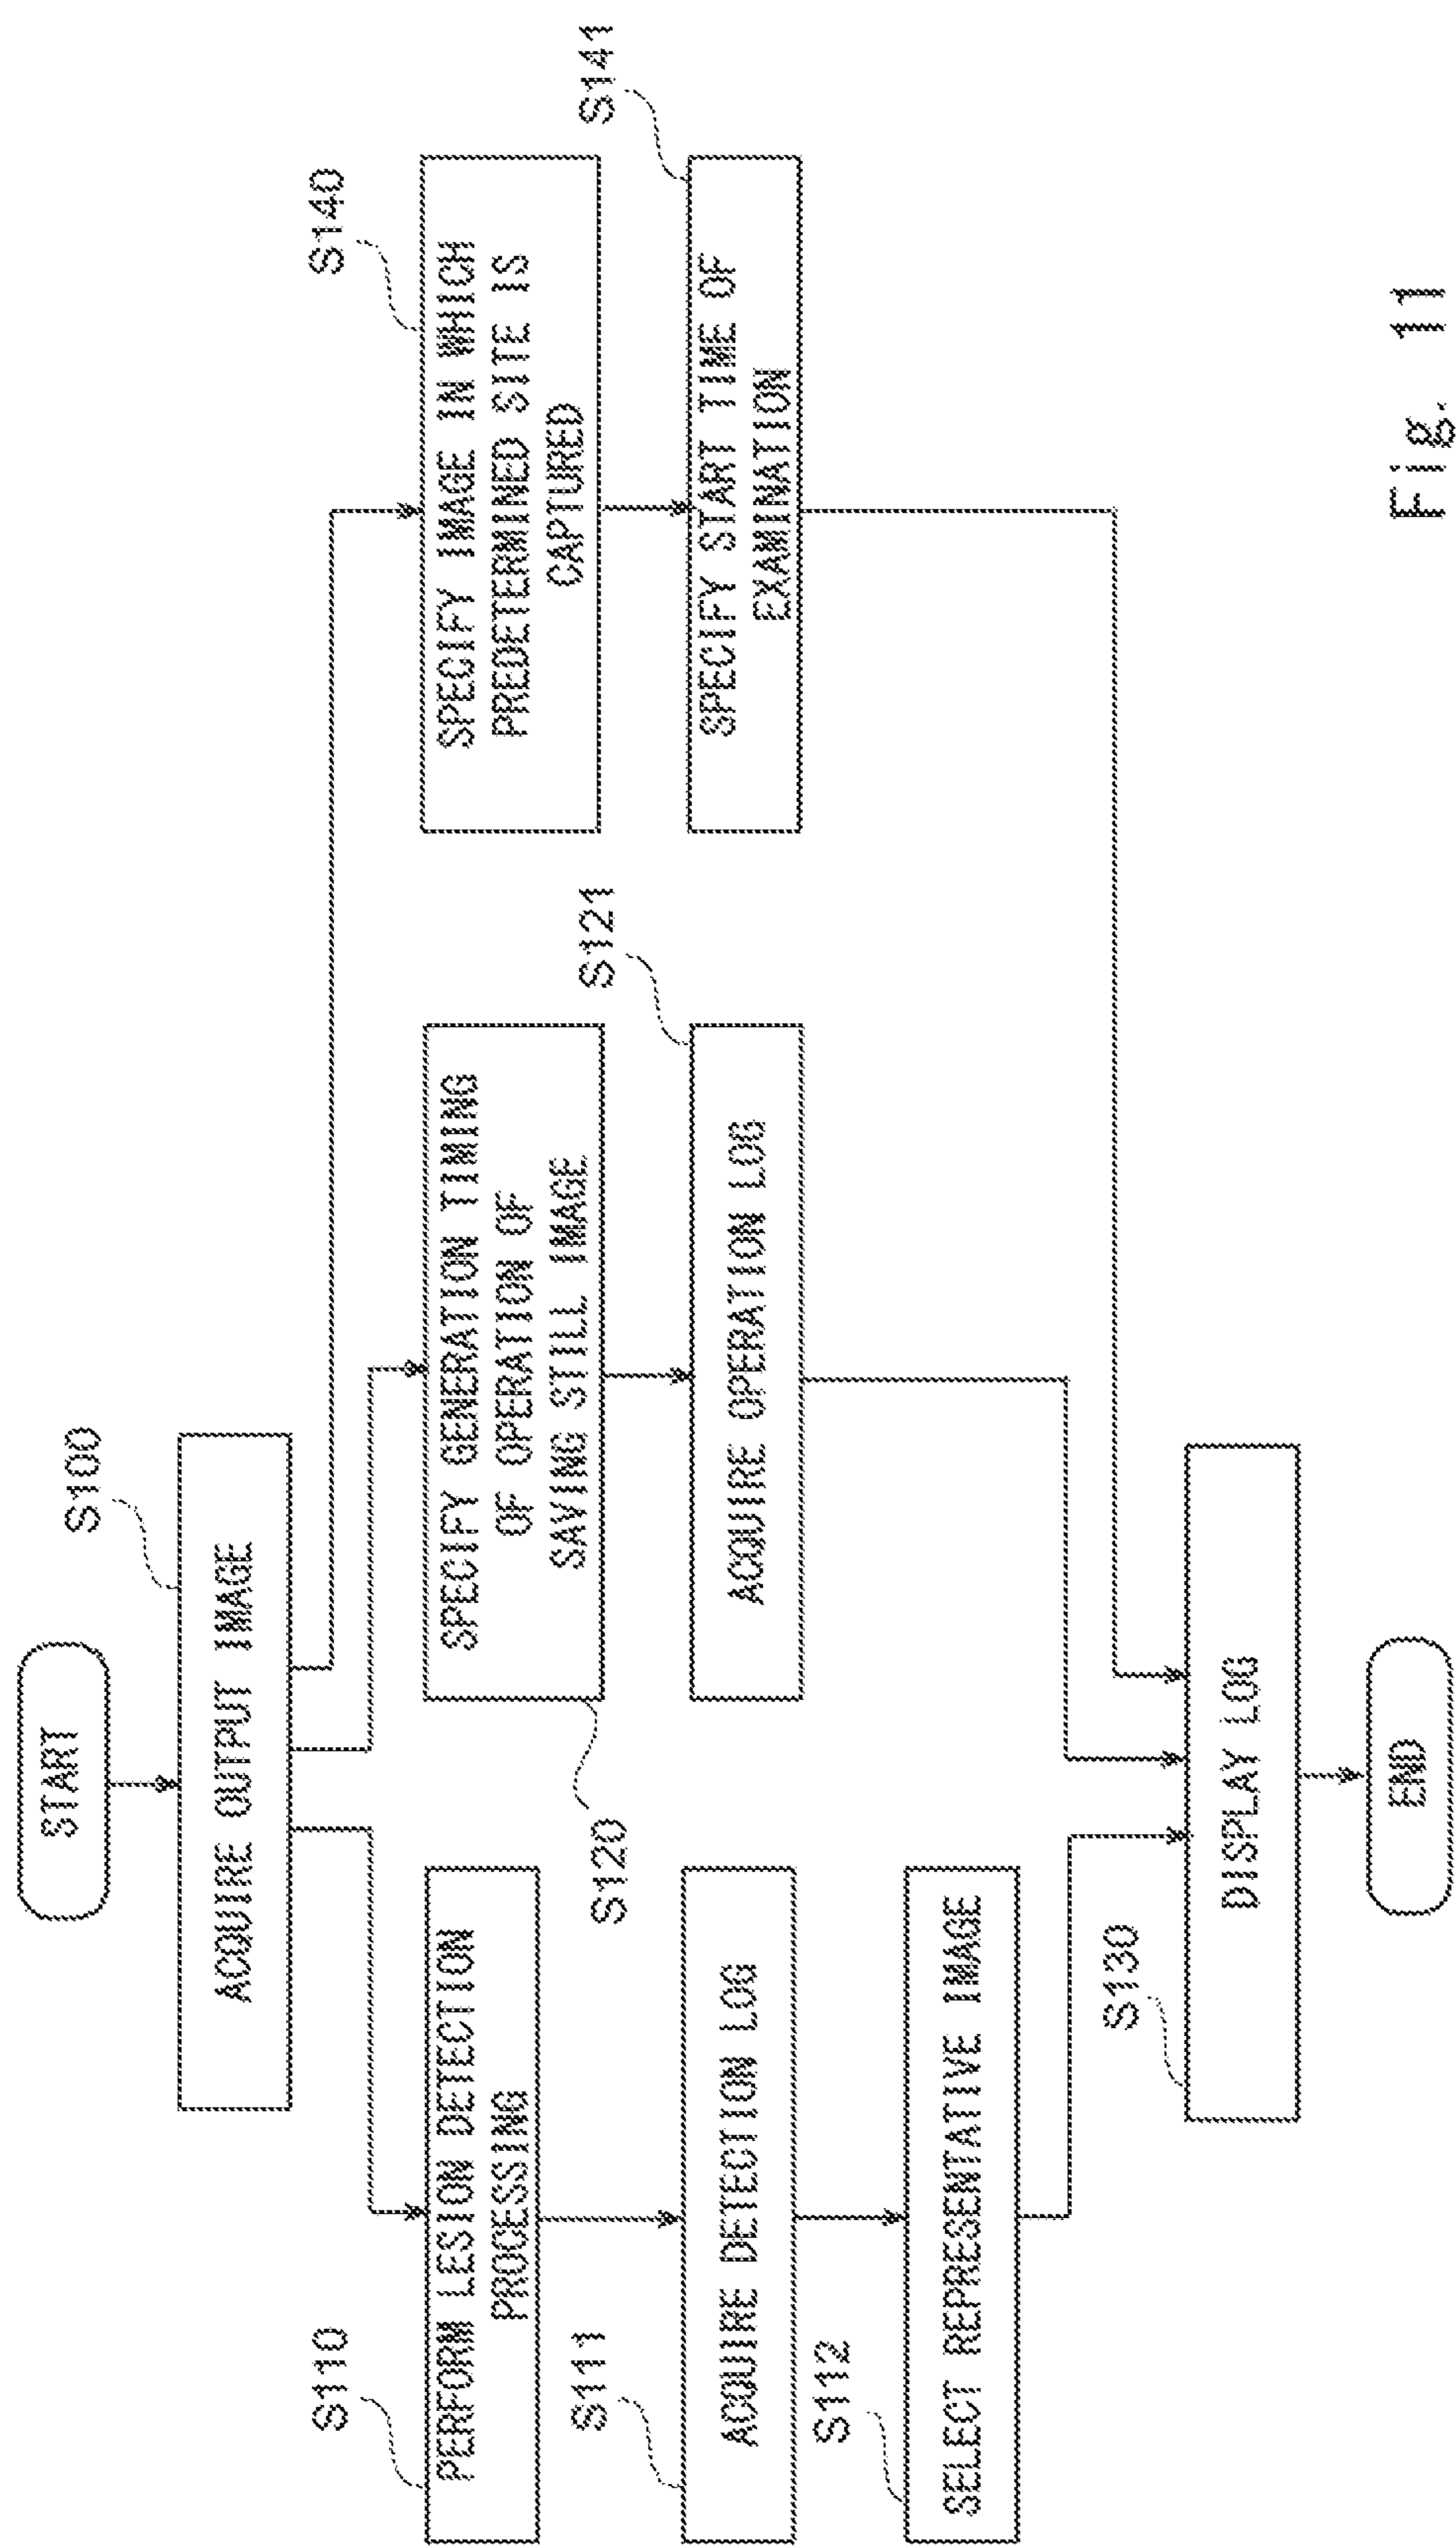 START
S100
ACQUIRE OUTPUT IMAGE
S110
PERFORM LESION DETECTION
PROCESSING
S111
ACQUIRE DETECTION LOG
S112
SELECT REPRESENTATIVE IMAGE
S120
SPECIFY GENERATION TIMING
OF OPERATION OF
SAVING STILL IMAGE
S121
ACQUIRE OPERATION LOG
S140
SPECIFY IMAGE IN WHICH
PREDETERMINED SITE IS
CAPTURED
S141
SPECIFY START TIME OF
EXAMINATION
S130
DISPLAY LOG
END
Fig. 11